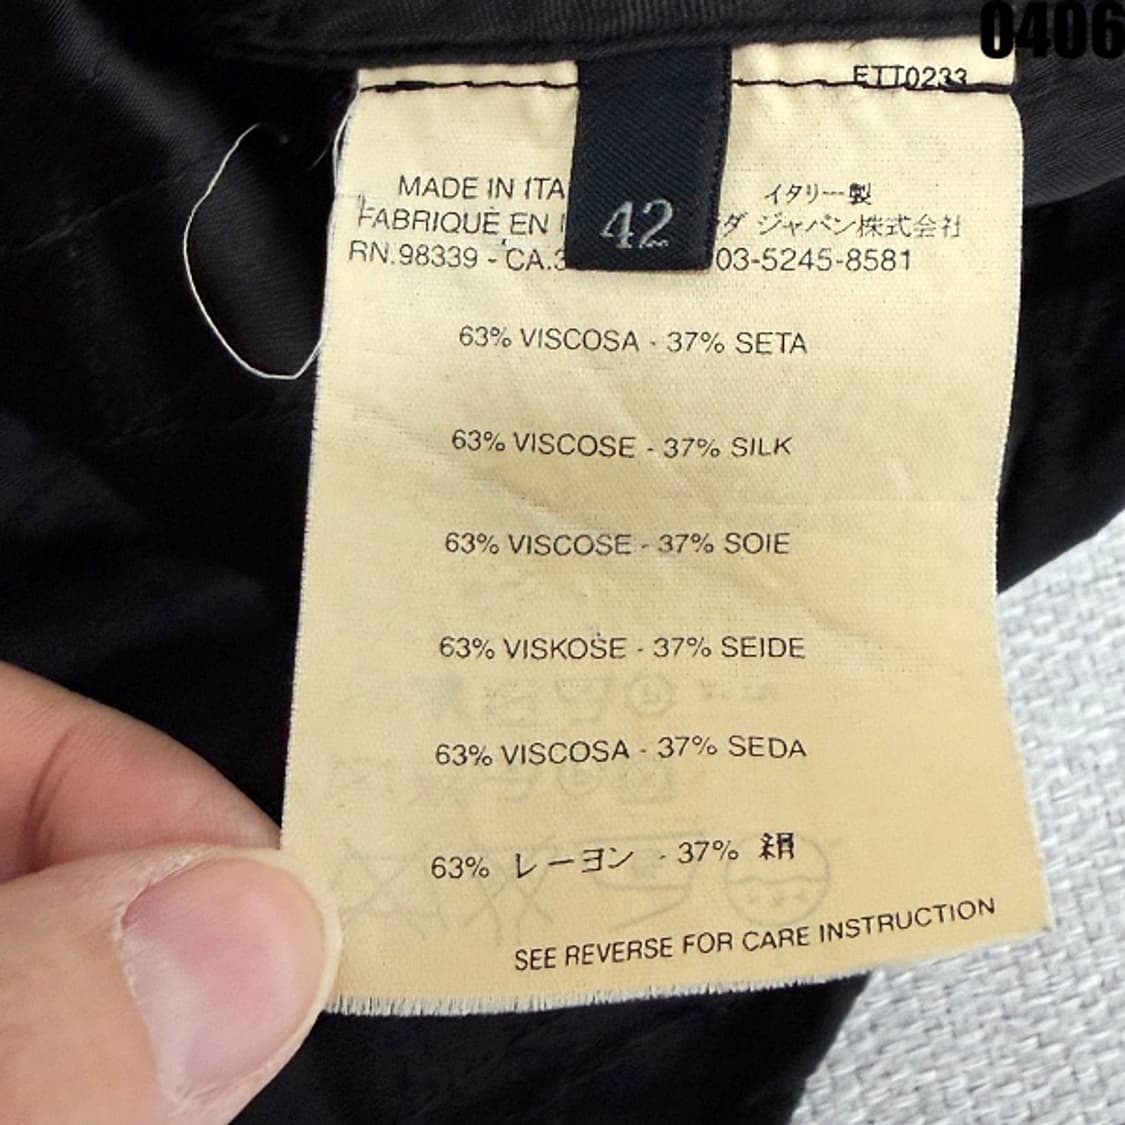 0406
ETT0233
MADE IN ITA
FABRIQUÈ EN
RN.98339 - CA.3
42
イタリー製
ダ ジャパン株式会社
03-5245-8581
63% VISCOSA - 37% SETA
63% VISCOSE - 37% SILK
63% VISCOSE - 37% SOIE
63% VISKOSE - 37% SEIDE
63% VISCOSA - 37% SEDA
63% レーヨン - 37% 絹
SEE REVERSE FOR CARE INSTRUCTION